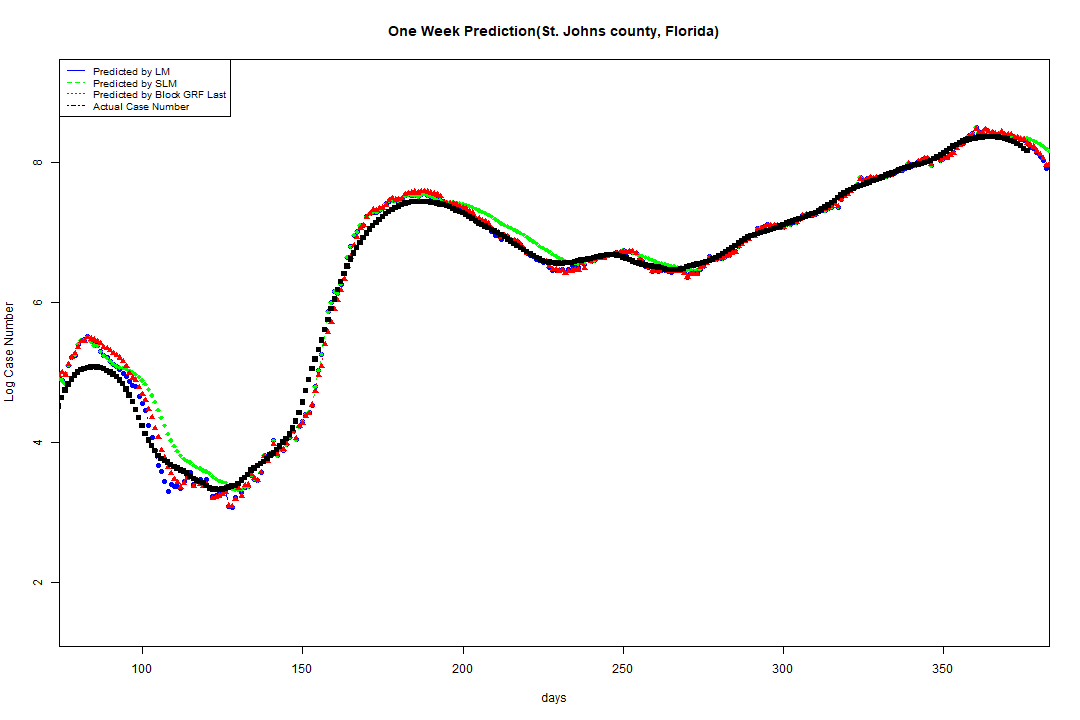 One Week Prediction(St. Johns county, Florida)
Predicted by LM
Predicted by SLM
Predicted by Block GRF Last
Actual Case Number
8
6
4
2
Log Case Number
100 150 200 250 300 350
days